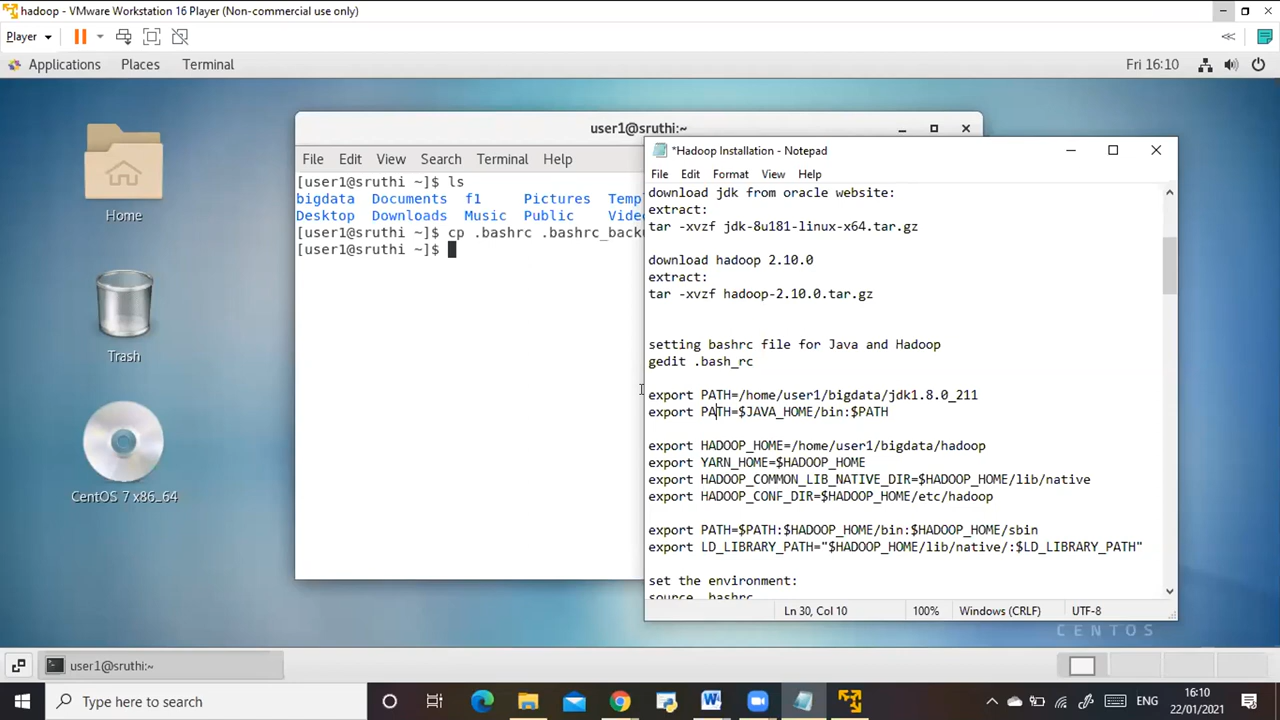 hadoop - VMware Workstation 16 Player (Non-commercial use only)
Player
Applications Places Terminal Fri 16:10
Home
Trash
CentOS 7 x86_64
user1@sruthi:~
File Edit View Search Terminal Help
[user1@sruthi ~]$ ls
bigdata Documents f1 Pictures Temp
Desktop Downloads Music Public Vide
[user1@sruthi ~]$ cp .bashrc .bashrc_back
[user1@sruthi ~]$
*Hadoop Installation - Notepad
File Edit Format View Help
download jdk from oracle website:
extract:
tar -xvzf jdk-8u181-linux-x64.tar.gz
download hadoop 2.10.0
extract:
tar -xvzf hadoop-2.10.0.tar.gz
setting bashrc file for Java and Hadoop
gedit .bash_rc
export PATH=/home/user1/bigdata/jdk1.8.0_211
export PATH=$JAVA_HOME/bin:$PATH
export HADOOP_HOME=/home/user1/bigdata/hadoop
export YARN_HOME=$HADOOP_HOME
export HADOOP_COMMON_LIB_NATIVE_DIR=$HADOOP_HOME/lib/native
export HADOOP_CONF_DIR=$HADOOP_HOME/etc/hadoop
export PATH=$PATH:$HADOOP_HOME/bin:$HADOOP_HOME/sbin
export LD_LIBRARY_PATH="$HADOOP_HOME/lib/native/:$LD_LIBRARY_PATH"
set the environment:
source .bashrc
Ln 30, Col 10 100% Windows (CRLF) UTF-8
CENTOS
user1@sruthi:~
Type here to search
ENG
16:10
22/01/2021